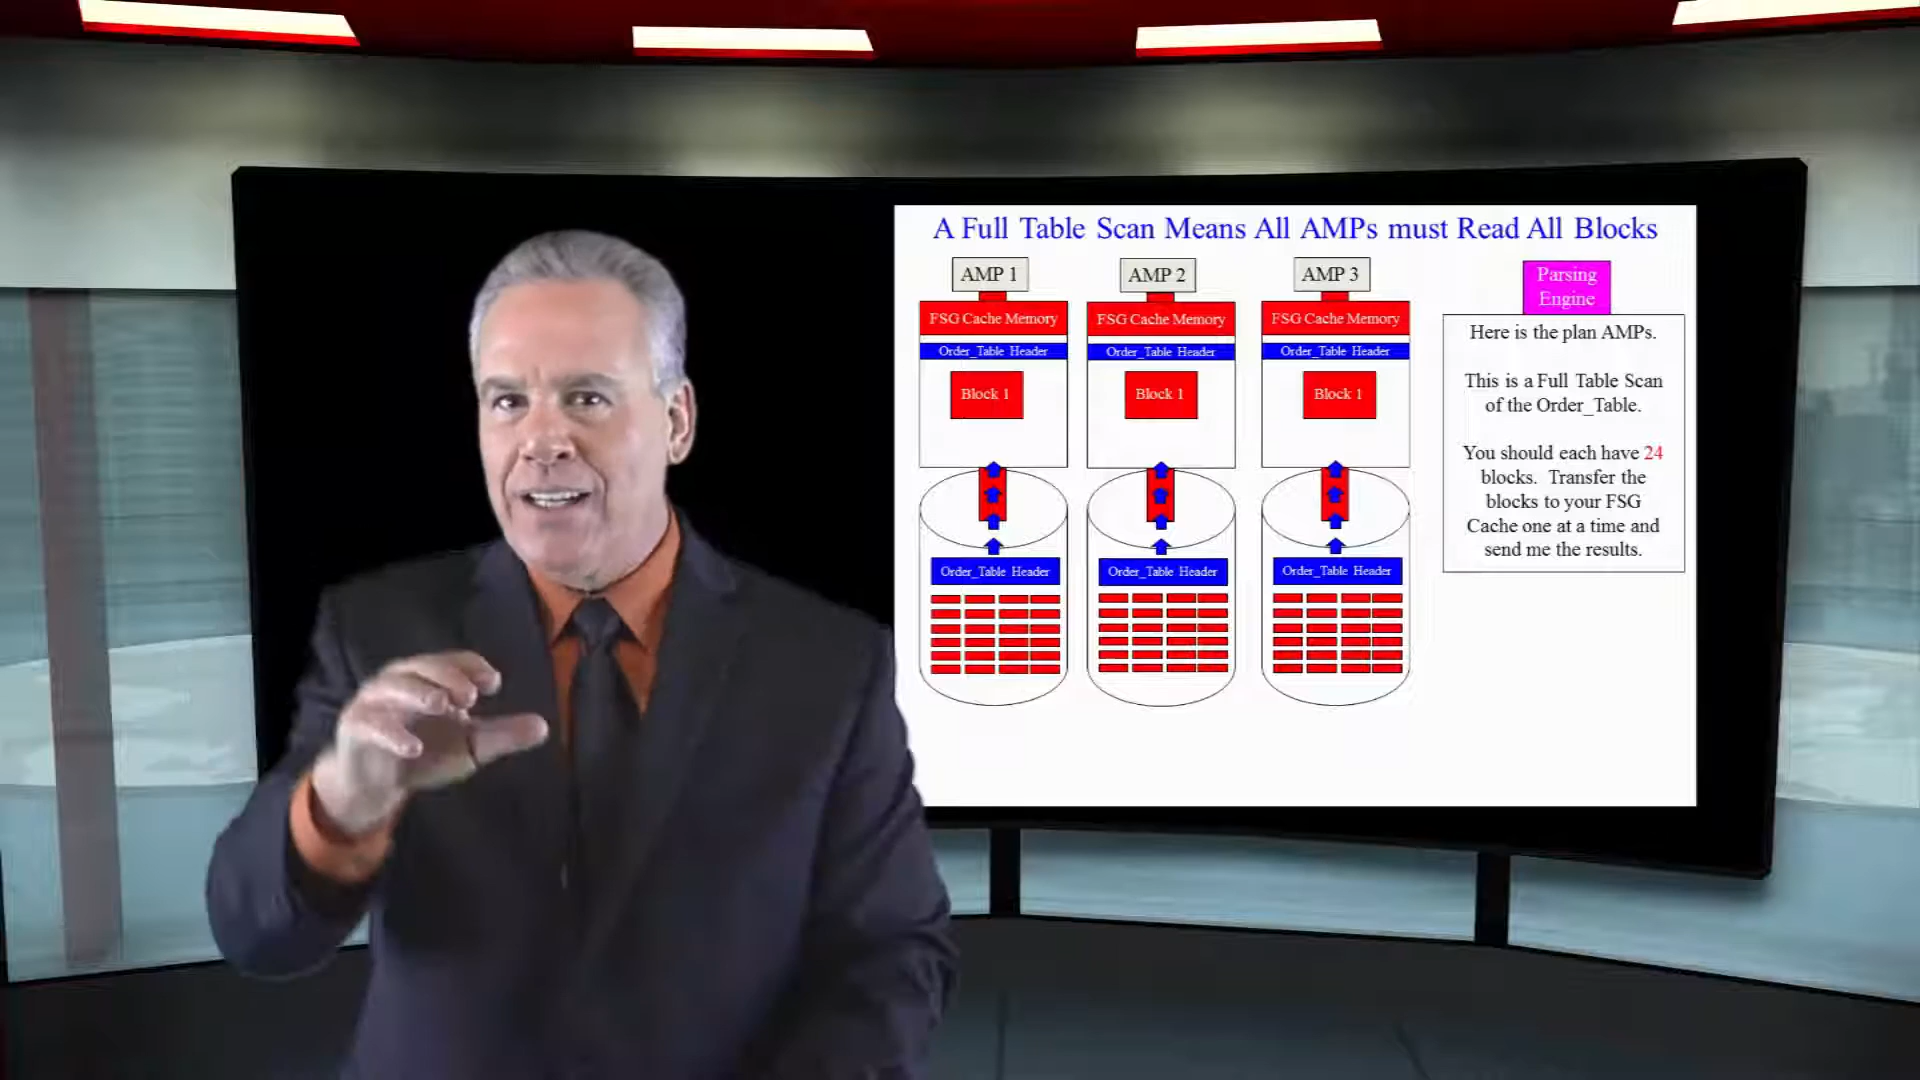 A Full Table Scan Means All AMPs must Read All Blocks
AMP 1
FSG Cache Memory
Order_Table Header
Block 1
Order_Table Header
AMP 2
FSG Cache Memory
Order_Table Header
Block 1
Order_Table Header
AMP 3
FSG Cache Memory
Order_Table Header
Block 1
Order_Table Header
Parsing
Engine
Here is the plan AMPs.
This is a Full Table Scan
of the Order_Table.
You should each have 24
blocks. Transfer the
blocks to your FSG
Cache one at a time and
send me the results.